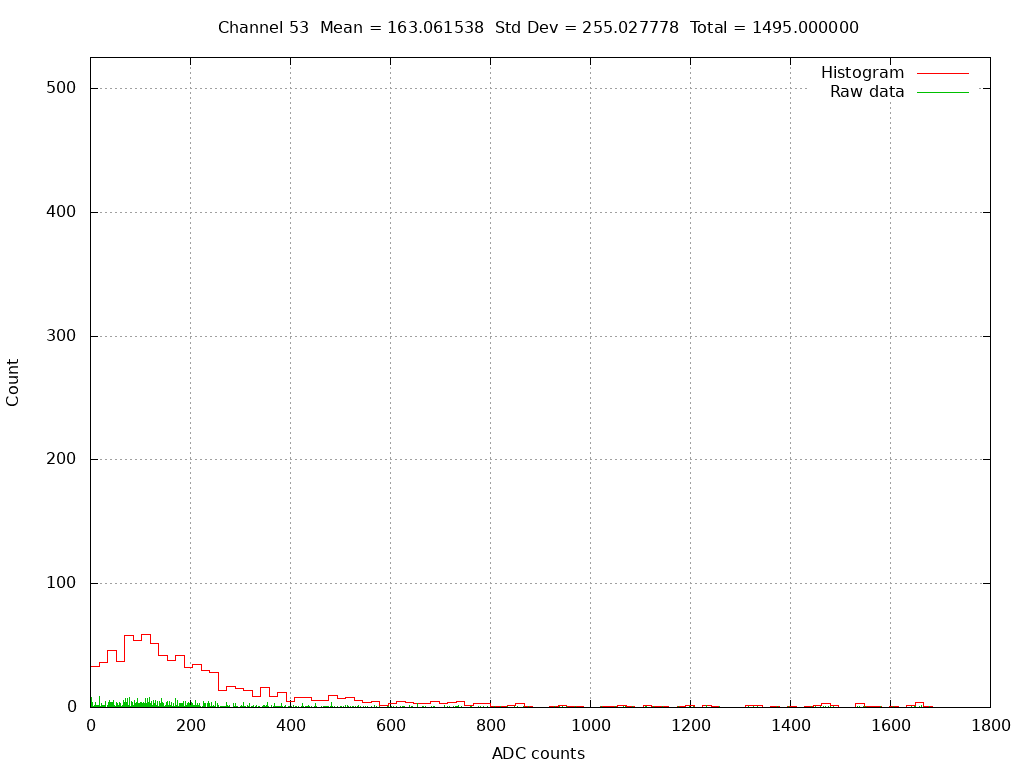 Channel 53  Mean = 163.061538  Std Dev = 255.027778  Total = 1495.000000
Histogram
Raw data
500
400
300
200
100
0
Count
0 200 400 600 800 1000 1200 1400 1600 1800
ADC counts